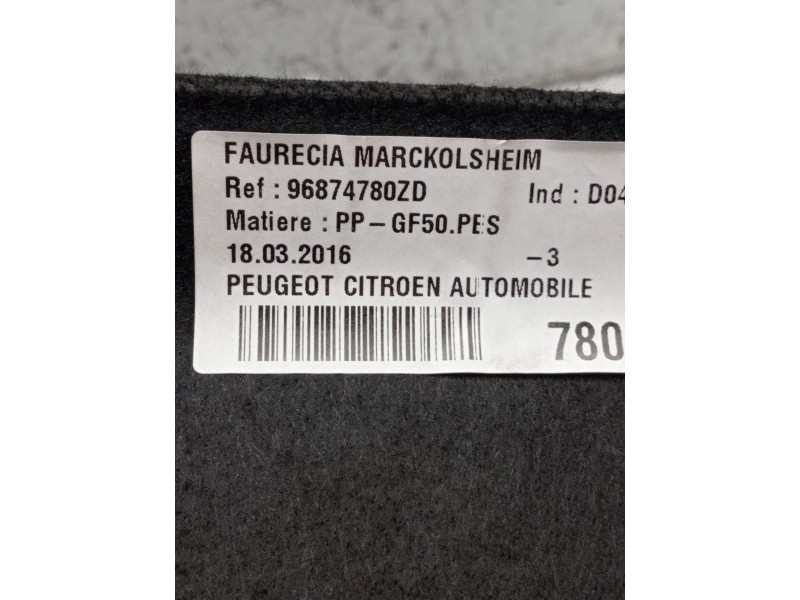 FAURECIA MARCKOLSHEIM
Ref : 96874780ZD Ind : D04
Matiere : PP-GF50.PES
18.03.2016 -3
PEUGEOT CITROEN AUTOMOBILE
780